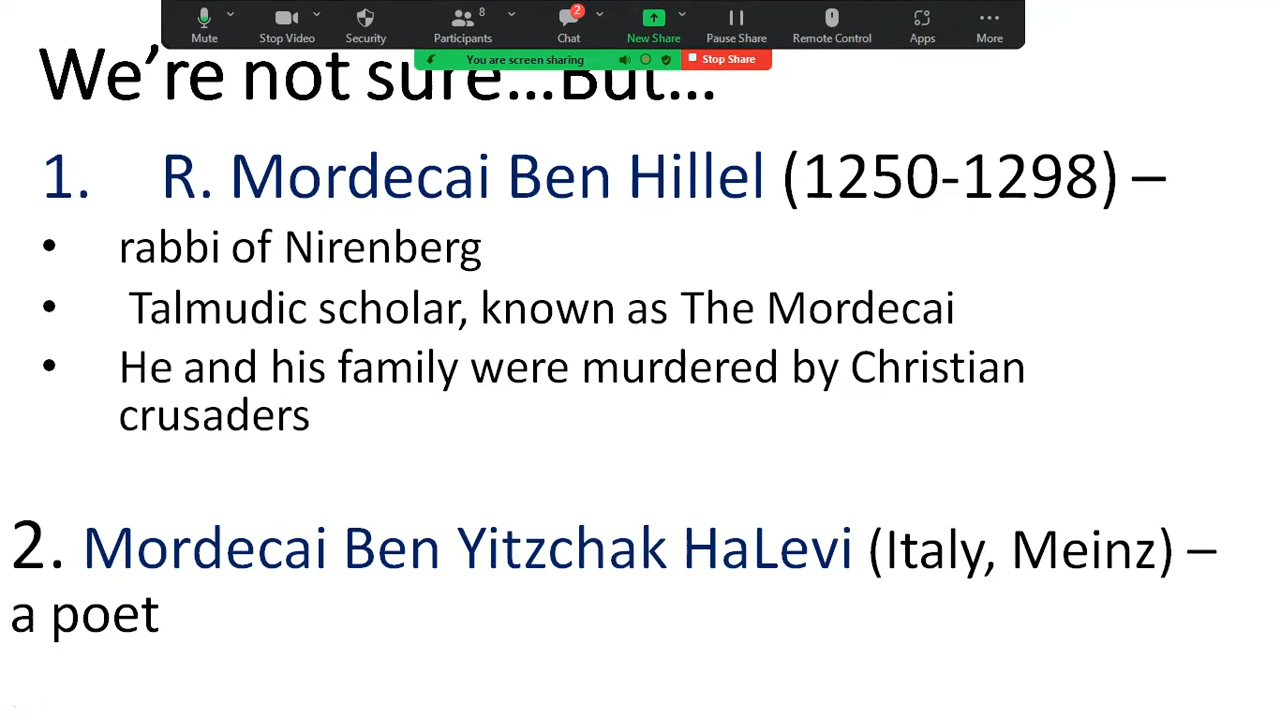 8 2
Mute Stop Video Security Participants Chat New Share Pause Share Remote Control Apps More
You are screen sharing Stop Share
We're not sure...But...
1. R. Mordecai Ben Hillel (1250-1298) –
• rabbi of Nirenberg
• Talmudic scholar, known as The Mordecai
• He and his family were murdered by Christian
crusaders
2. Mordecai Ben Yitzchak HaLevi (Italy, Meinz) –
a poet